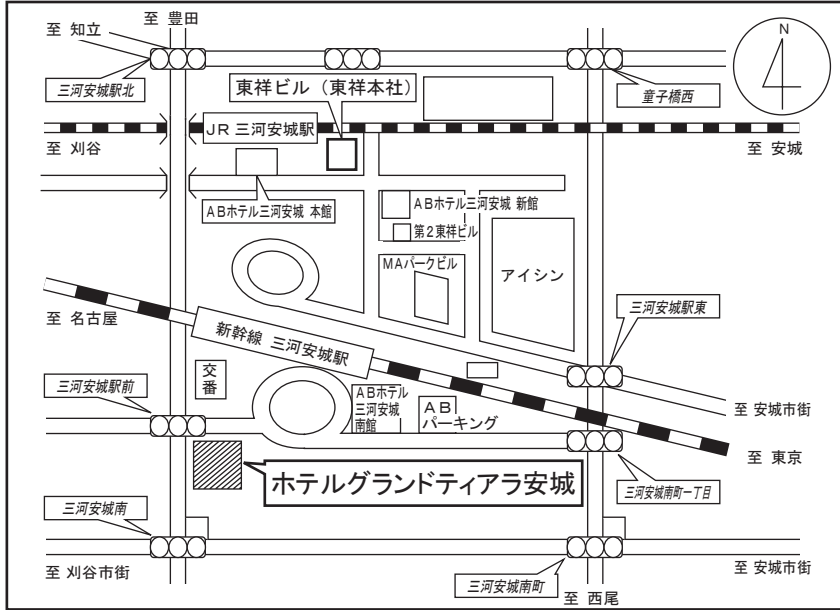 至 豊田
至 知立
N
三河安城駅北
東祥ビル（東祥本社）
童子橋西
JR 三河安城駅
至 刈谷
至 安城
ABホテル三河安城 本館
ABホテル三河安城 新館
第2東祥ビル
MAパークビル
アイシン
三河安城駅東
至 名古屋
新幹線 三河安城駅
交
番
三河安城駅前
ABホテル
三河安城
南館
AB
パーキング
至 安城市街
至 東京
ホテルグランドティアラ安城
三河安城南町一丁目
三河安城南
至 刈谷市街
三河安城南町
至 安城市街
至 西尾